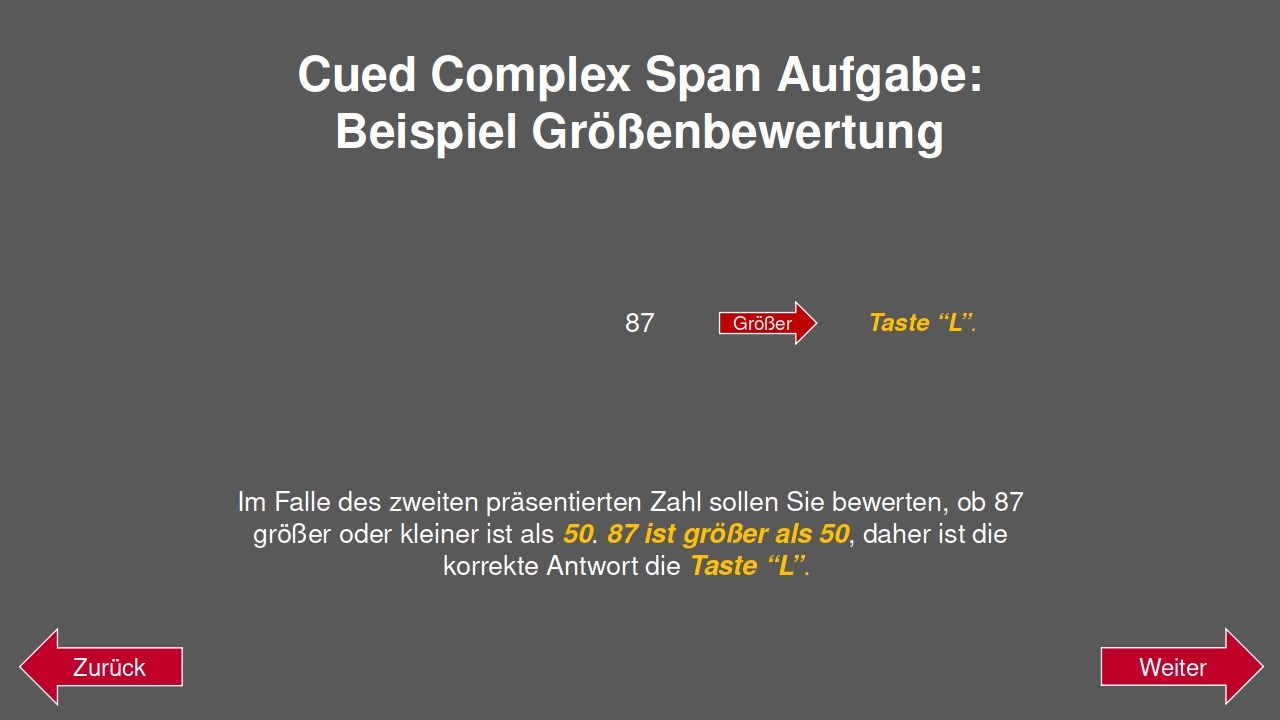 Cued Complex Span Aufgabe:
Beispiel Größenbewertung
87 Größer Taste “L”.
Im Falle des zweiten präsentierten Zahl sollen Sie bewerten, ob 87
größer oder kleiner ist als 50. 87 ist größer als 50, daher ist die
korrekte Antwort die Taste “L”.
Zurück Weiter